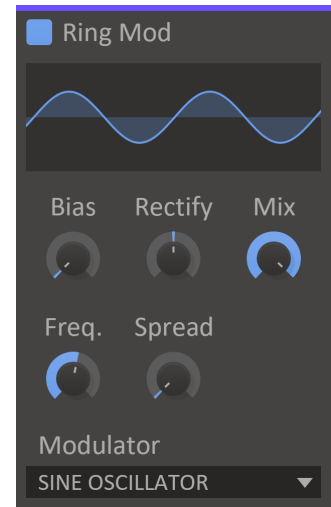 Ring Mod
Bias Rectify Mix
Freq. Spread
Modulator
SINE OSCILLATOR